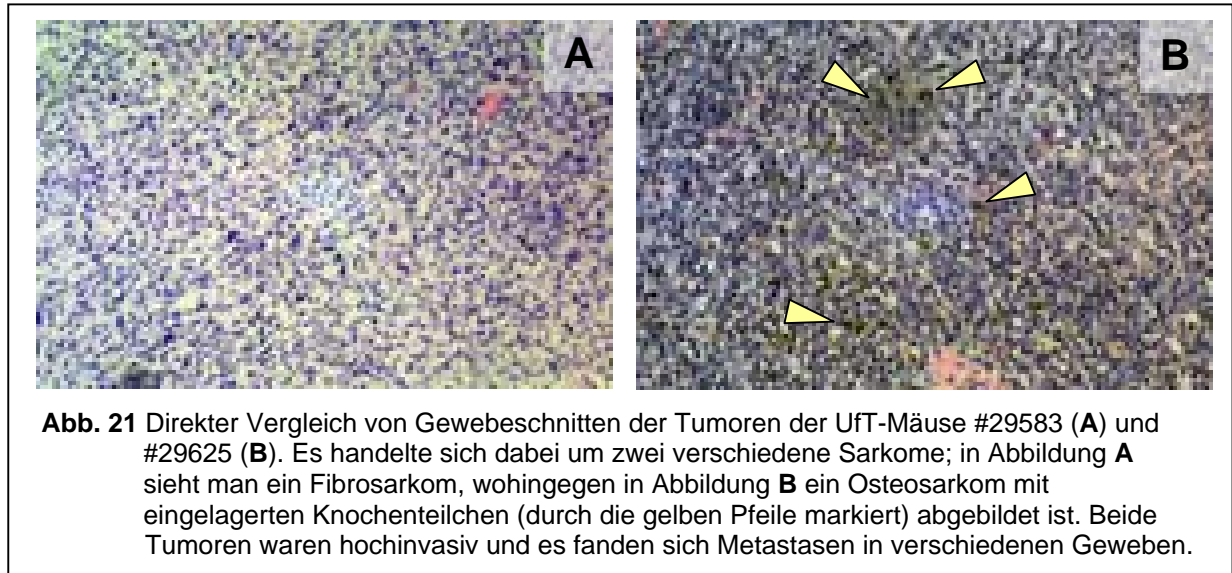 A
B
Abb. 21 Direkter Vergleich von Gewebeschnitten der Tumoren der UfT-Mäuse #29583 (A) und
#29625 (B). Es handelte sich dabei um zwei verschiedene Sarkome; in Abbildung A
sieht man ein Fibrosarkom, wohingegen in Abbildung B ein Osteosarkom mit
eingelagerten Knochenteilchen (durch die gelben Pfeile markiert) abgebildet ist. Beide
Tumoren waren hochinvasiv und es fanden sich Metastasen in verschiedenen Geweben.